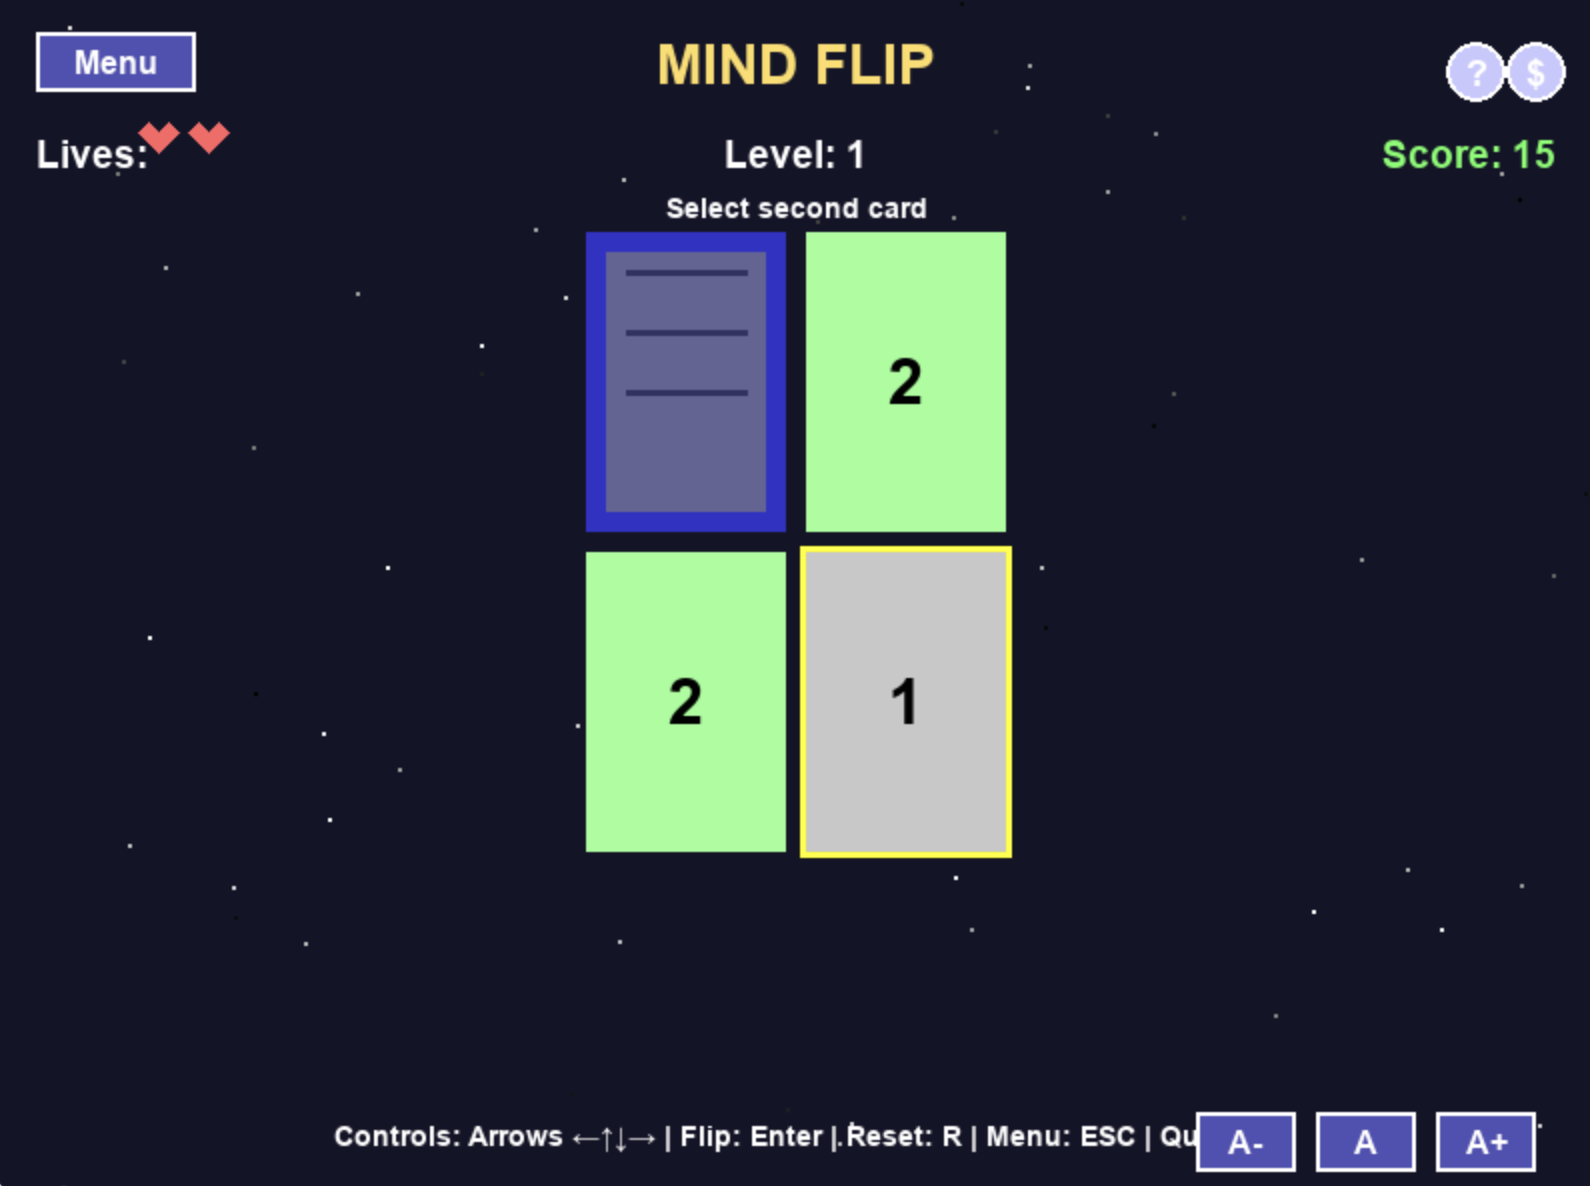 Menu
MIND FLIP
? $
Lives:
Level: 1
Score: 15
Select second card
2
2
1
Controls: Arrows ←↑↓→ | Flip: Enter | Reset: R | Menu: ESC | Qu
A-
A
A+